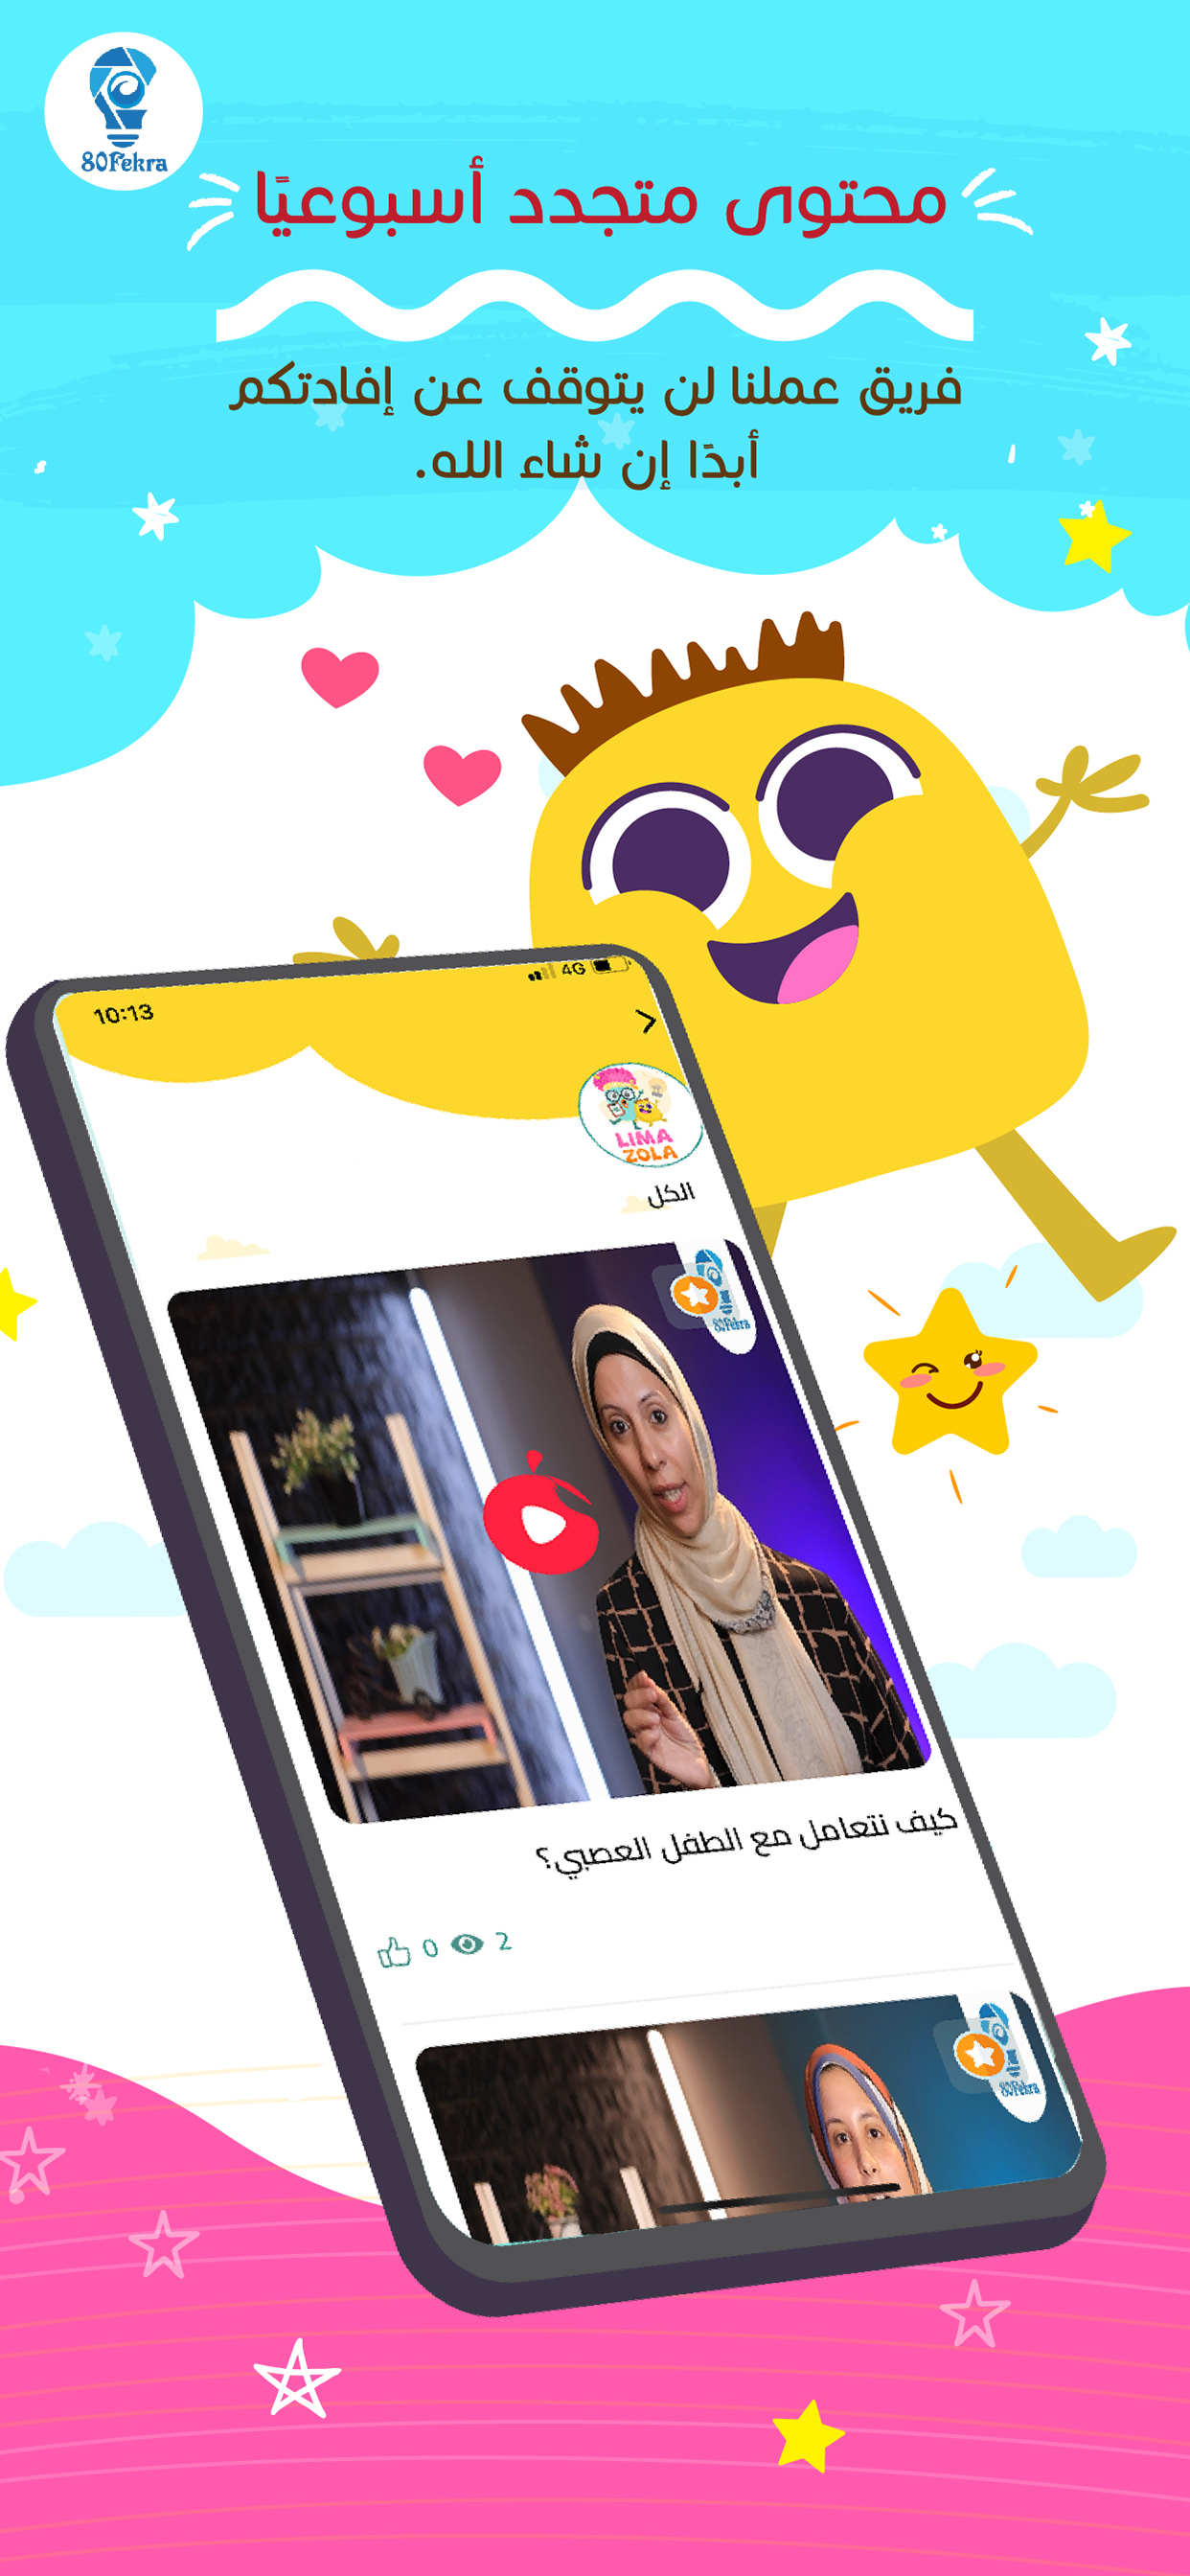 80Fekra
محتوى متجدد أسبوعيًا
فريق عملنا لن يتوقف عن إفادتكم
أبدًا إن شاء الله.
10:13
4G
LIMA
ZOLA
الكل
80Fekra
كيف نتعامل مع الطفل العصبي؟
0 2
80Fekra